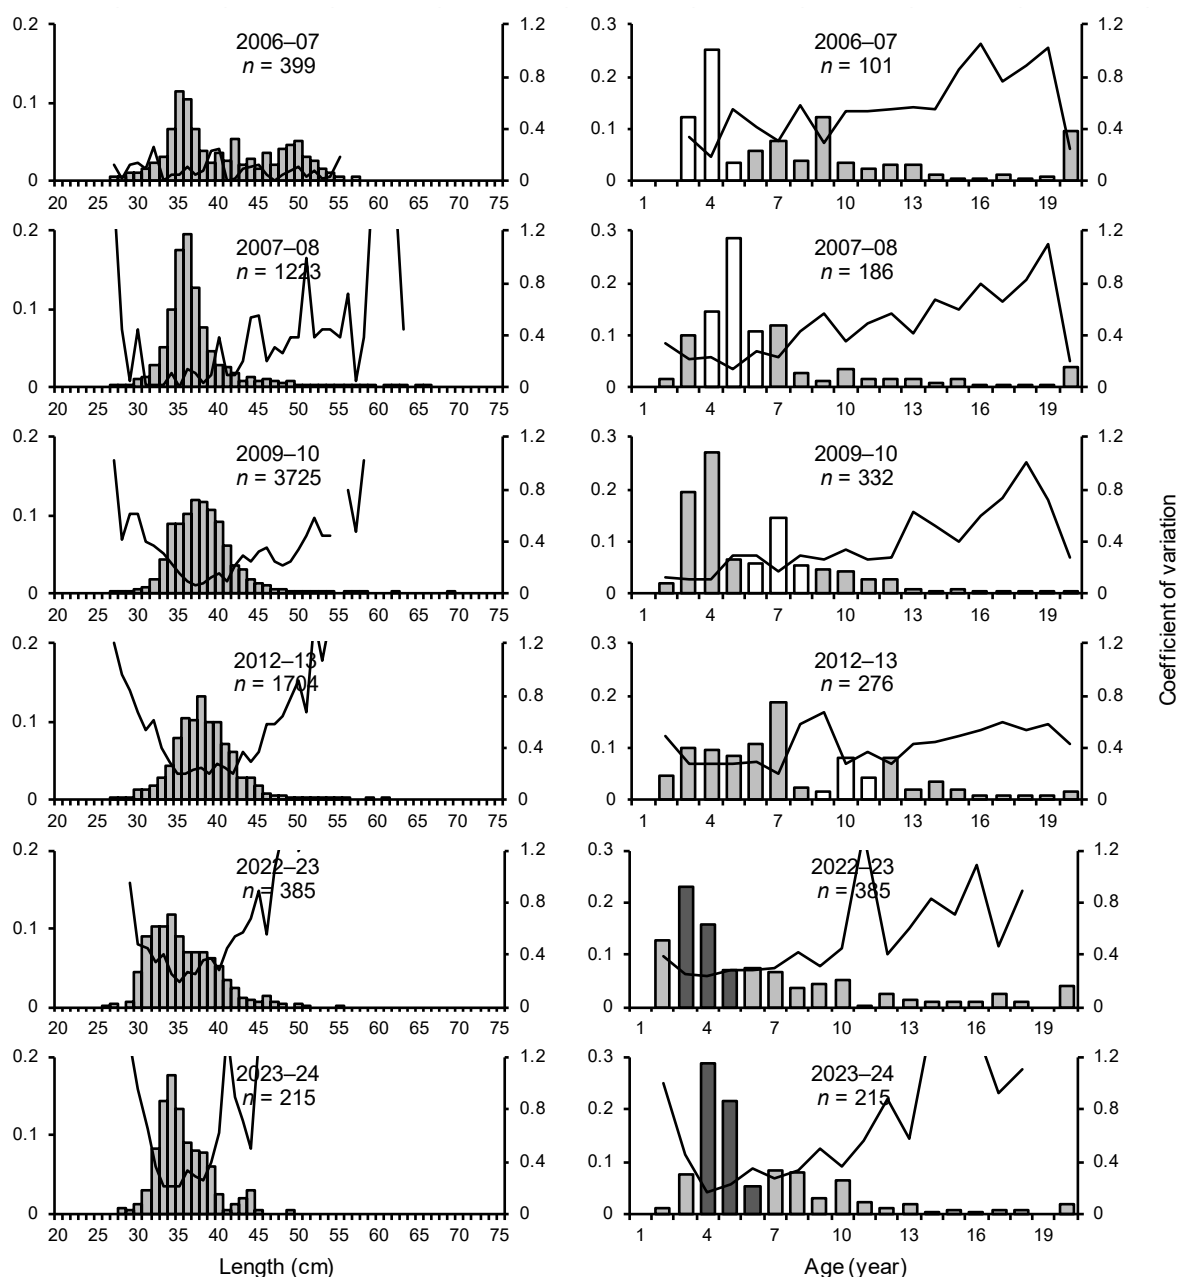 0.2 1.2 0.3 1.2
2006–07 2006–07
n = 399 n = 101
0.8 0.2 0.8
0.1
0.4 0.1 0.4
0 0 0 0
20 25 30 35 40 45 50 55 60 65 70 75 1 4 7 10 13 16 19
0.2 1.2 0.3 1.2
2007–08 2007–08
n = 1223 n = 186
0.8 0.2 0.8
0.1
0.4 0.1 0.4
0 0 0 0
20 25 30 35 40 45 50 55 60 65 70 75 1 4 7 10 13 16 19
0.2 1.2 0.3 1.2
2009–10 2009–10
n = 3725 n = 332
0.8 0.2 0.8
0.1
0.4 0.1 0.4
0 0 0 0
20 25 30 35 40 45 50 55 60 65 70 75 1 4 7 10 13 16 19
Coefficient of variation
0.2 1.2 0.3 1.2
2012–13 2012–13
n = 1704 n = 276
0.8 0.2 0.8
0.1
0.4 0.1 0.4
0 0 0 0
20 25 30 35 40 45 50 55 60 65 70 75 1 4 7 10 13 16 19
0.2 1.2 0.3 1.2
2022–23 2022–23
n = 385 n = 385
0.8 0.2 0.8
0.1
0.4 0.1 0.4
0 0 0 0
20 25 30 35 40 45 50 55 60 65 70 75 1 4 7 10 13 16 19
0.2 1.2 0.3 1.2
2023–24 2023–24
n = 215 n = 215
0.8 0.2 0.8
0.1
0.4 0.1 0.4
0 0 0 0
20 25 30 35 40 45 50 55 60 65 70 75 1 4 7 10 13 16 19
Length (cm) Age (year)